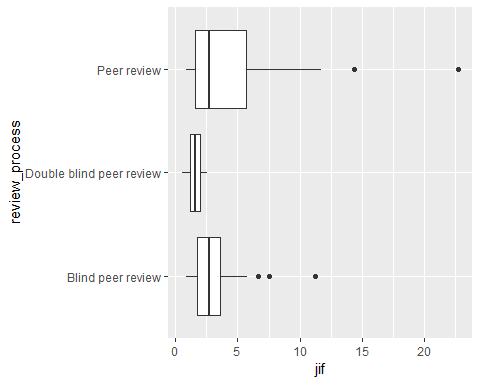 review_process
Peer review
Double blind peer review
Blind peer review
0 5 10 15 20
jif